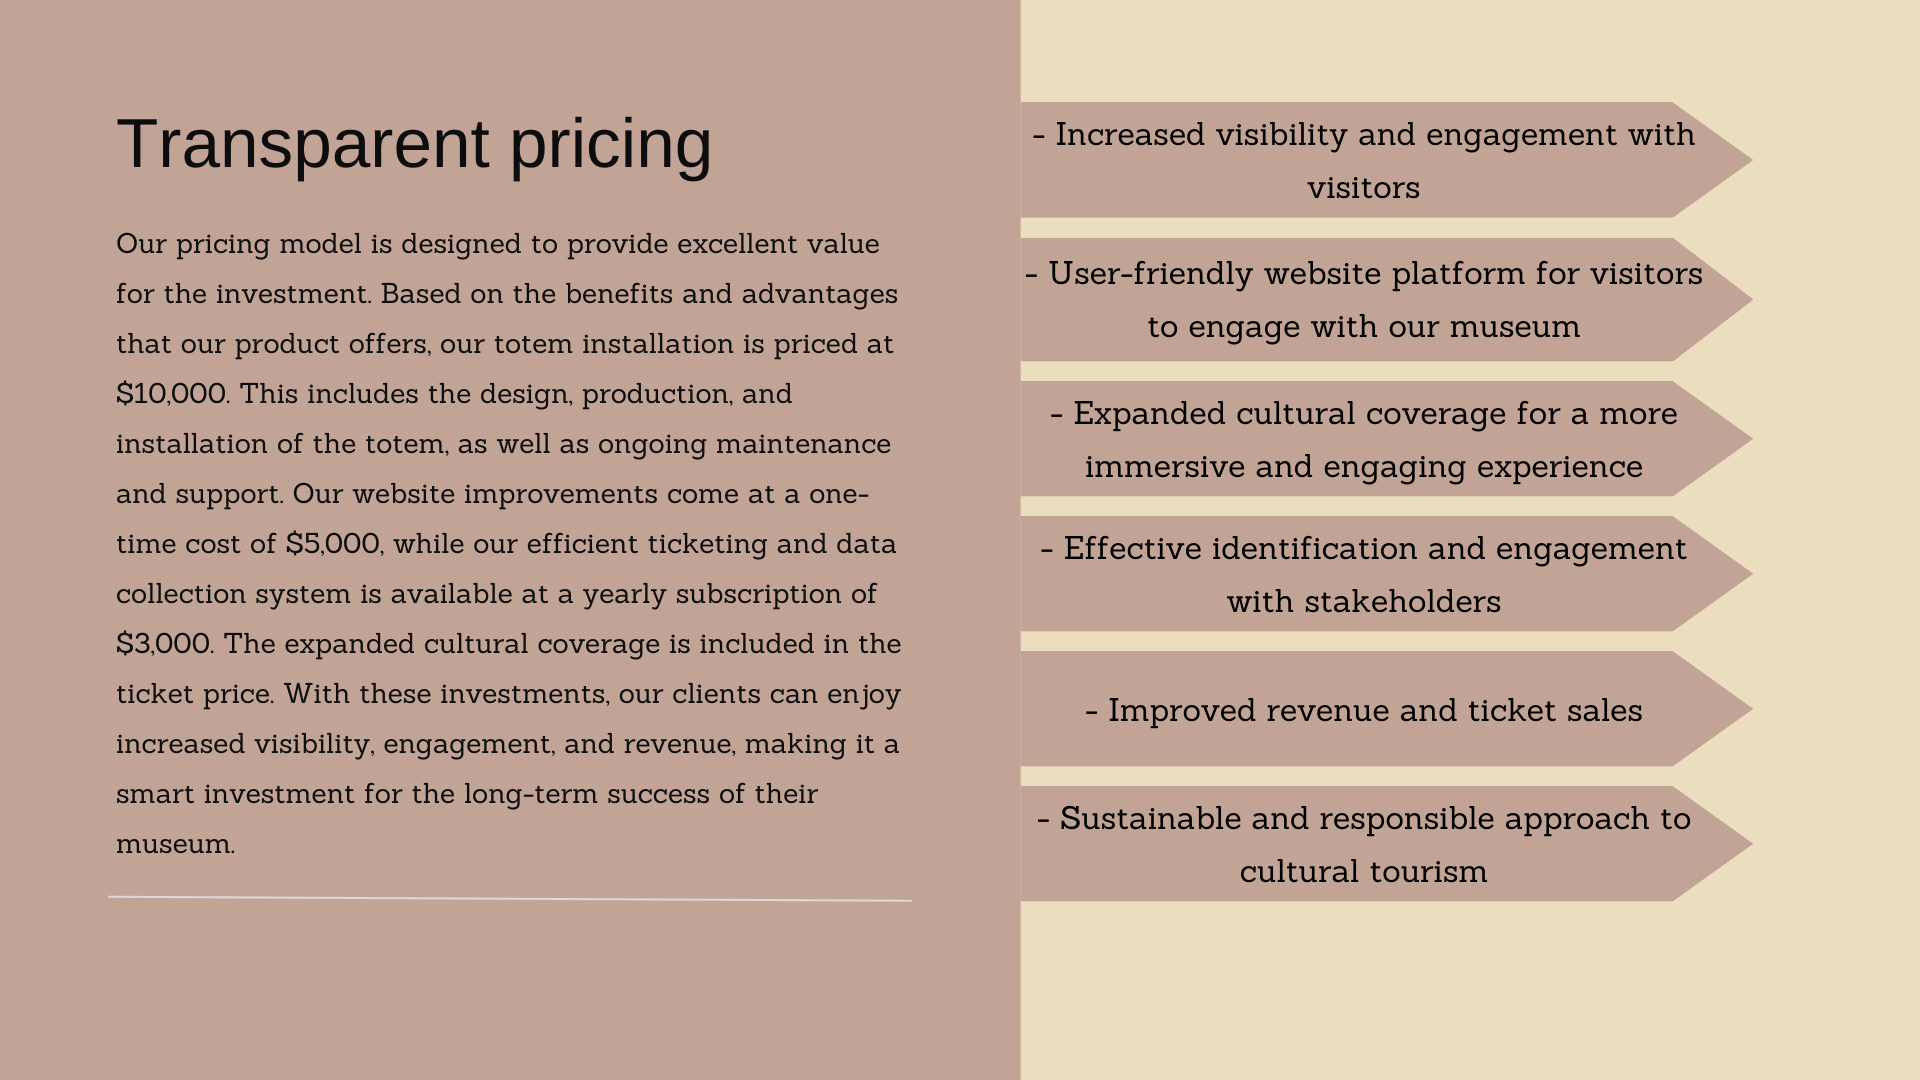 Transparent pricing
Our pricing model is designed to provide excellent value
for the investment. Based on the benefits and advantages
that our product offers, our totem installation is priced at
$10,000. This includes the design, production, and
installation of the totem, as well as ongoing maintenance
and support. Our website improvements come at a one-
time cost of $5,000, while our efficient ticketing and data
collection system is available at a yearly subscription of
$3,000. The expanded cultural coverage is included in the
ticket price. With these investments, our clients can enjoy
increased visibility, engagement, and revenue, making it a
smart investment for the long-term success of their
museum.
- Increased visibility and engagement with
visitors
- User-friendly website platform for visitors
to engage with our museum
- Expanded cultural coverage for a more
immersive and engaging experience
- Effective identification and engagement
with stakeholders
- Improved revenue and ticket sales
- Sustainable and responsible approach to
cultural tourism